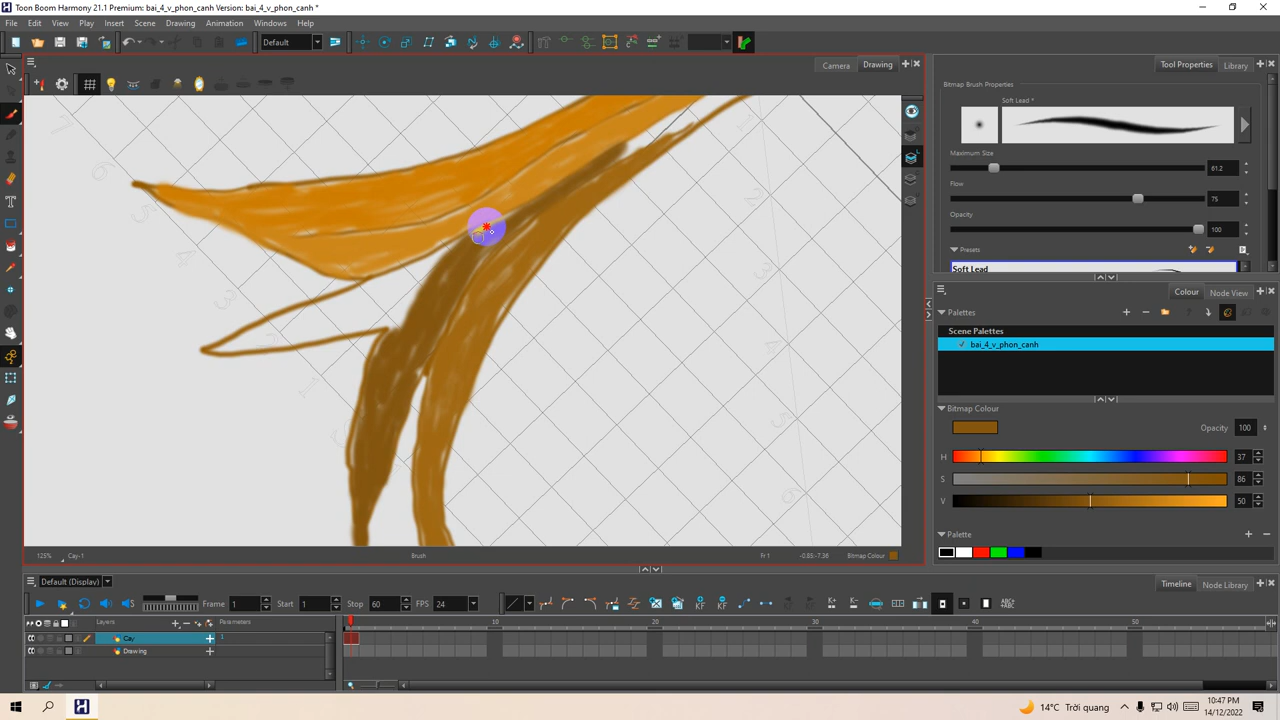 Toon Boom Harmony 21.1 Premium: bai_4_v_phon_canh Version: bai_4_v_phon_canh *
File Edit View Play Insert Scene Drawing Animation Windows Help
Default
Camera Drawing
Tool Properties Library
Bitmap Brush Properties
Soft Lead *
Maximum Size
61.2
Flow
75
Opacity
100
Presets
Soft Lead
Colour Node View
Palettes
Scene Palettes
bai_4_v_phon_canh
Bitmap Colour
Opacity 100
H 37
S 86
V 50
Palette
125% Cay-1 Brush Fr 1 -0.85;-7.36 Bitmap Colour
Default (Display)
Timeline Node Library
Frame 1 Start 1 Stop 60 FPS 24
Layers Parameters
10 20 30 40 50
Cay 1
Drawing
14°C Trời quang
10:47 PM
14/12/2022